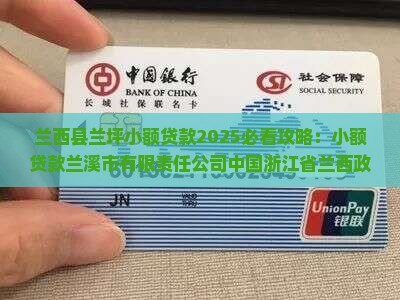 中国银行
BANK OF CHINA
长城 社保联名卡
社会保障
SOCIAL SECURITY
兰西县兰坪小额贷款2025必看攻略：小额
贷款兰溪市有限责任公司中国浙江省兰西政
JN
UnionPay
银联